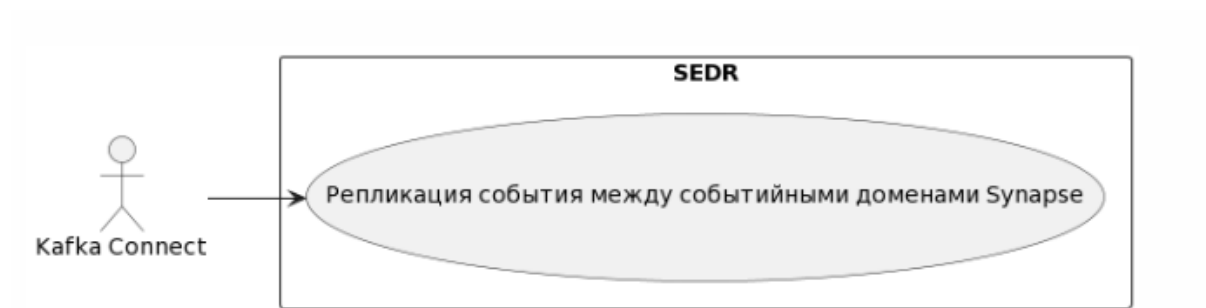 SEDR
Репликация события между событийными доменами Synapse
Kafka Connect